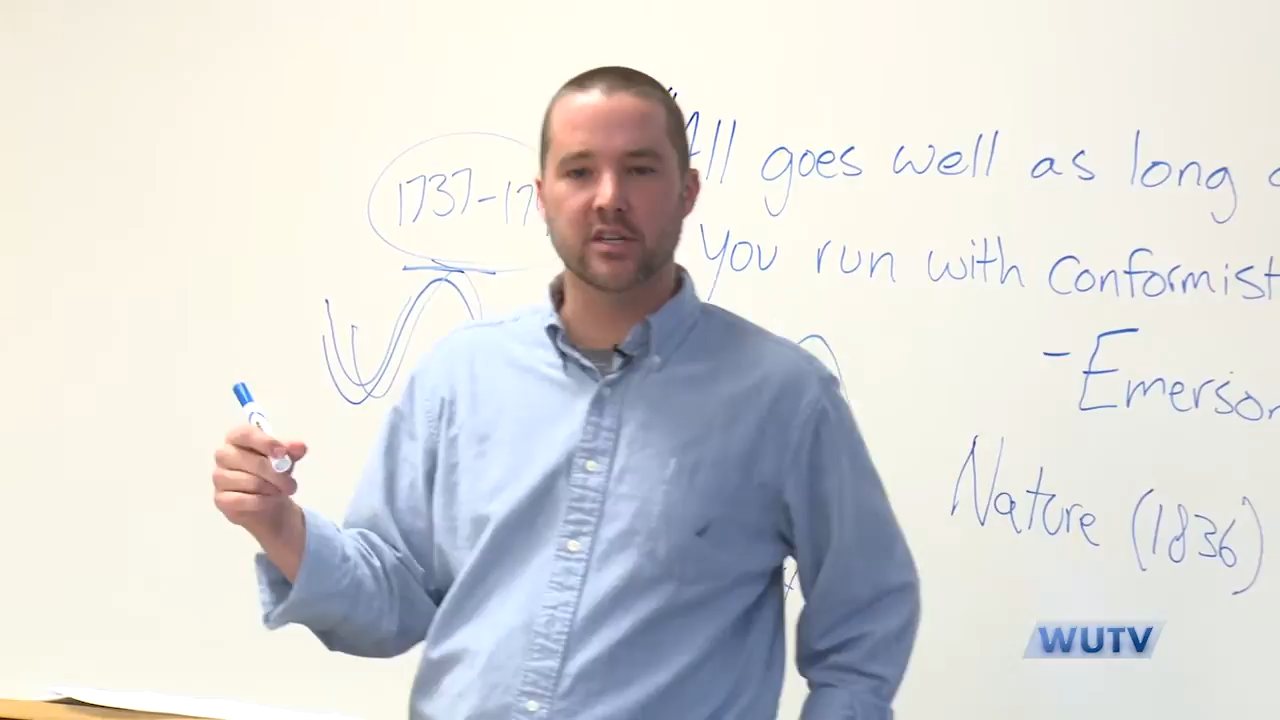 1737-17
"All goes well as long
you run with conformist
-Emerson
Nature (1836)
WUTV